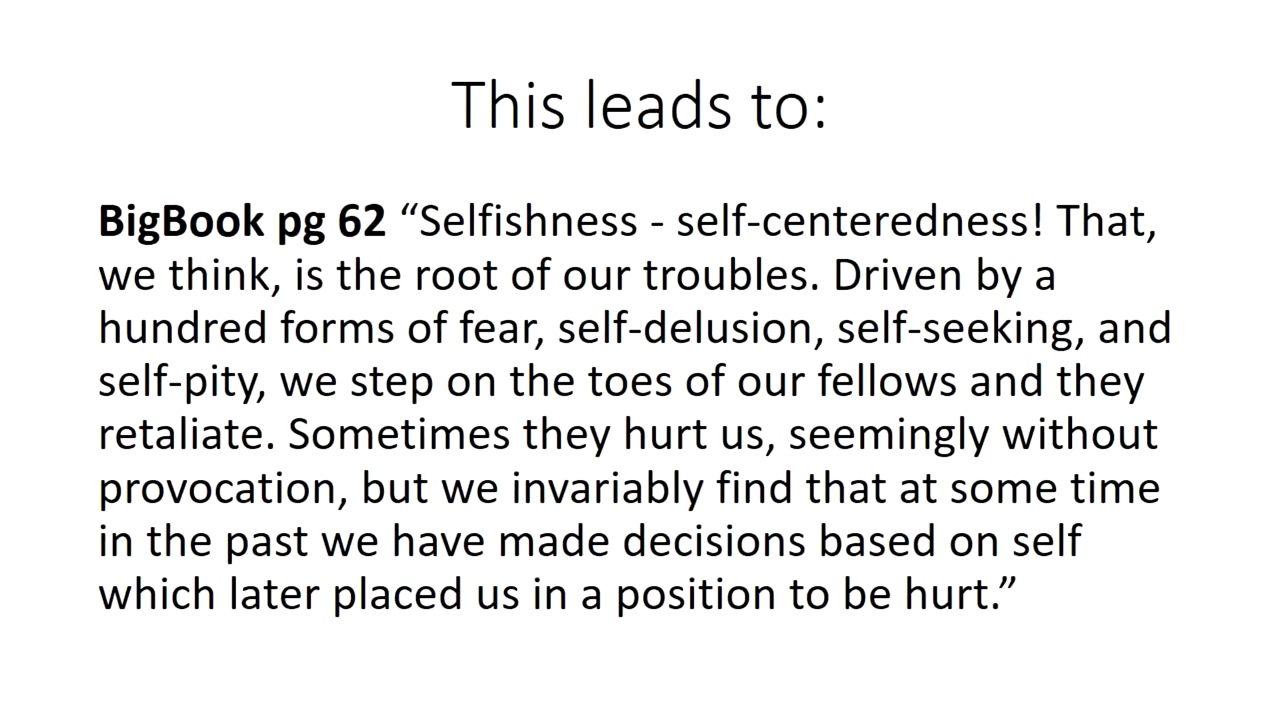 This leads to:
BigBook pg 62 “Selfishness - self-centeredness! That,
we think, is the root of our troubles. Driven by a
hundred forms of fear, self-delusion, self-seeking, and
self-pity, we step on the toes of our fellows and they
retaliate. Sometimes they hurt us, seemingly without
provocation, but we invariably find that at some time
in the past we have made decisions based on self
which later placed us in a position to be hurt.”